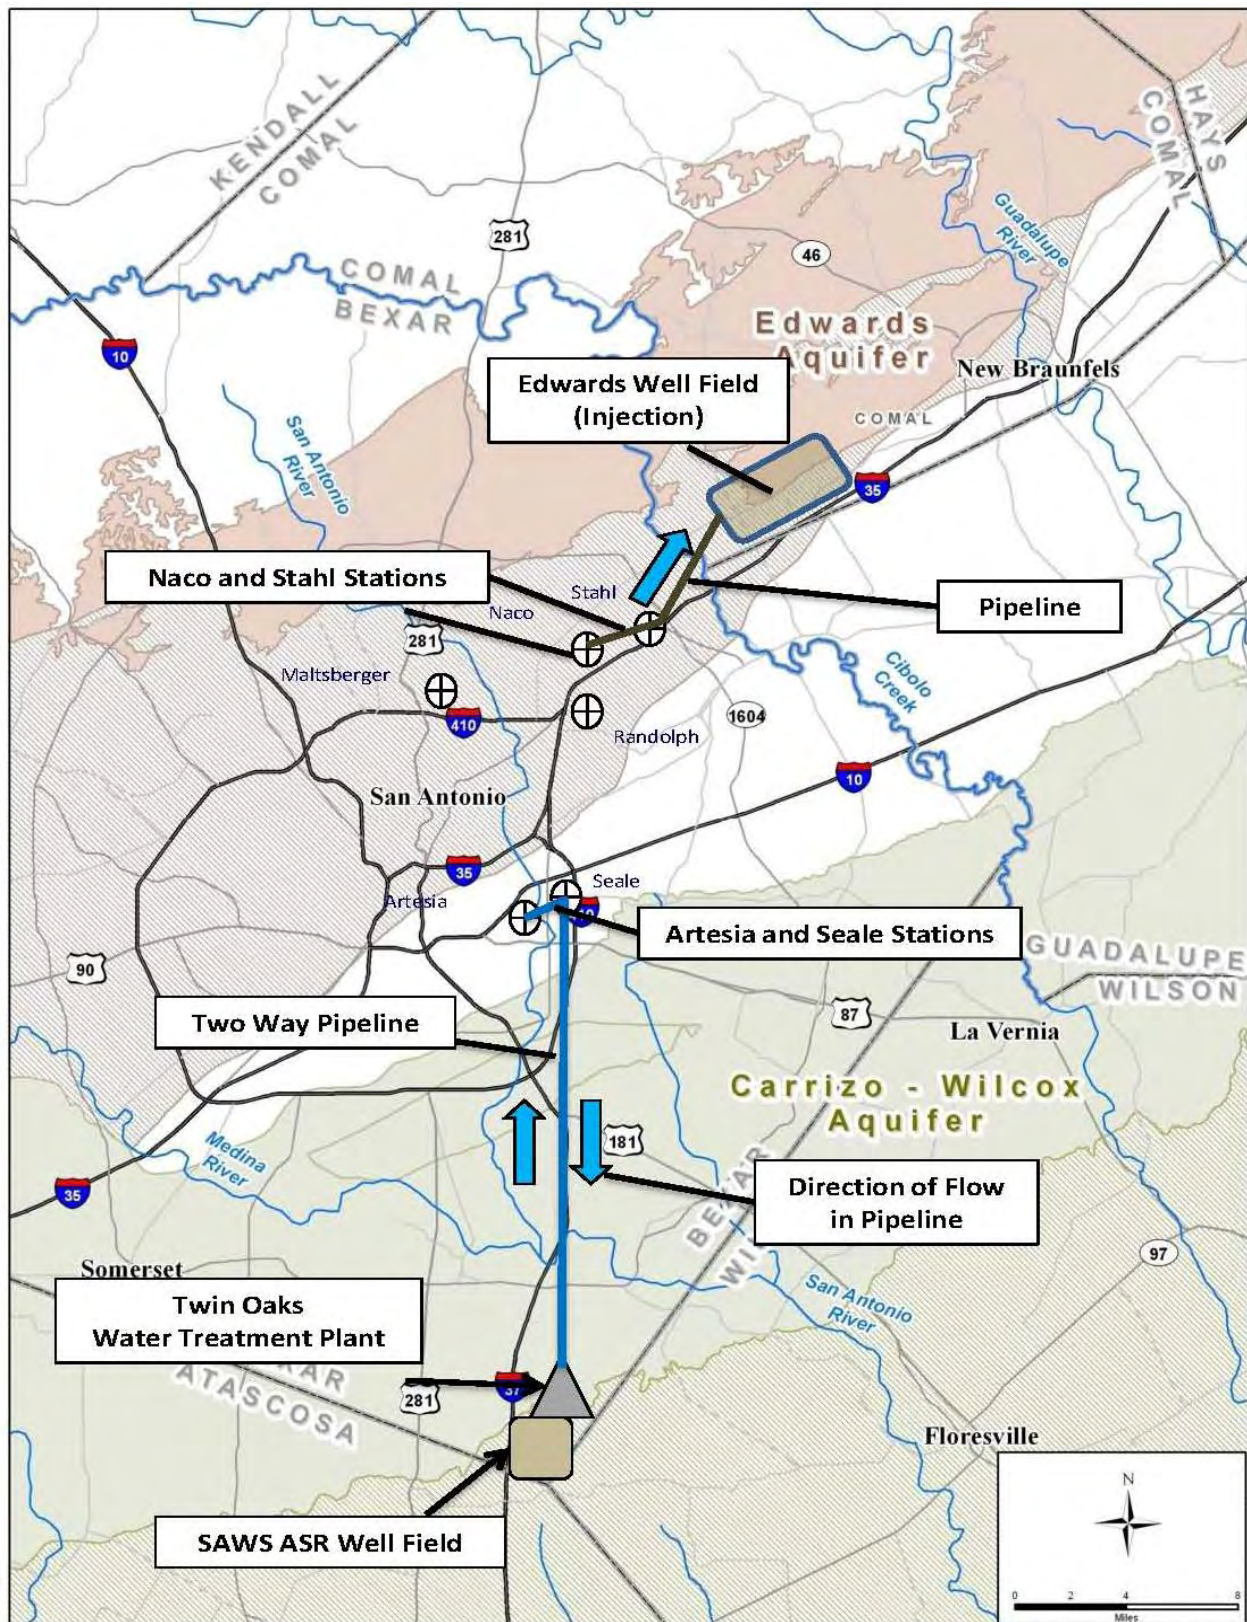 KENDALL
COMAL
HAYS
COMAL
281
Guadalupe
River
46
COMAL
BEXAR
10
Edwards
Aquifer
New Braunfels
Edwards Well Field
(Injection)
COMAL
San Antonio
River
35
Naco and Stahl Stations
Stahl
Naco
Pipeline
281
Maltsberger
Cibolo
Creek
410
1604
Randolph
10
San Antonio
35
Seale
Artesia
Artesia and Seale Stations
GUADALUPE
WILSON
90
Two Way Pipeline
87
La Vernia
Carrizo - Wilcox
Aquifer
181
Medina
River
35
Direction of Flow
in Pipeline
BEXAR
97
Somerset
San Antonio
River
Twin Oaks
Water Treatment Plant
ATASCOSA
281
37
Floresville
SAWS ASR Well Field
N
0 2 4 8
Miles